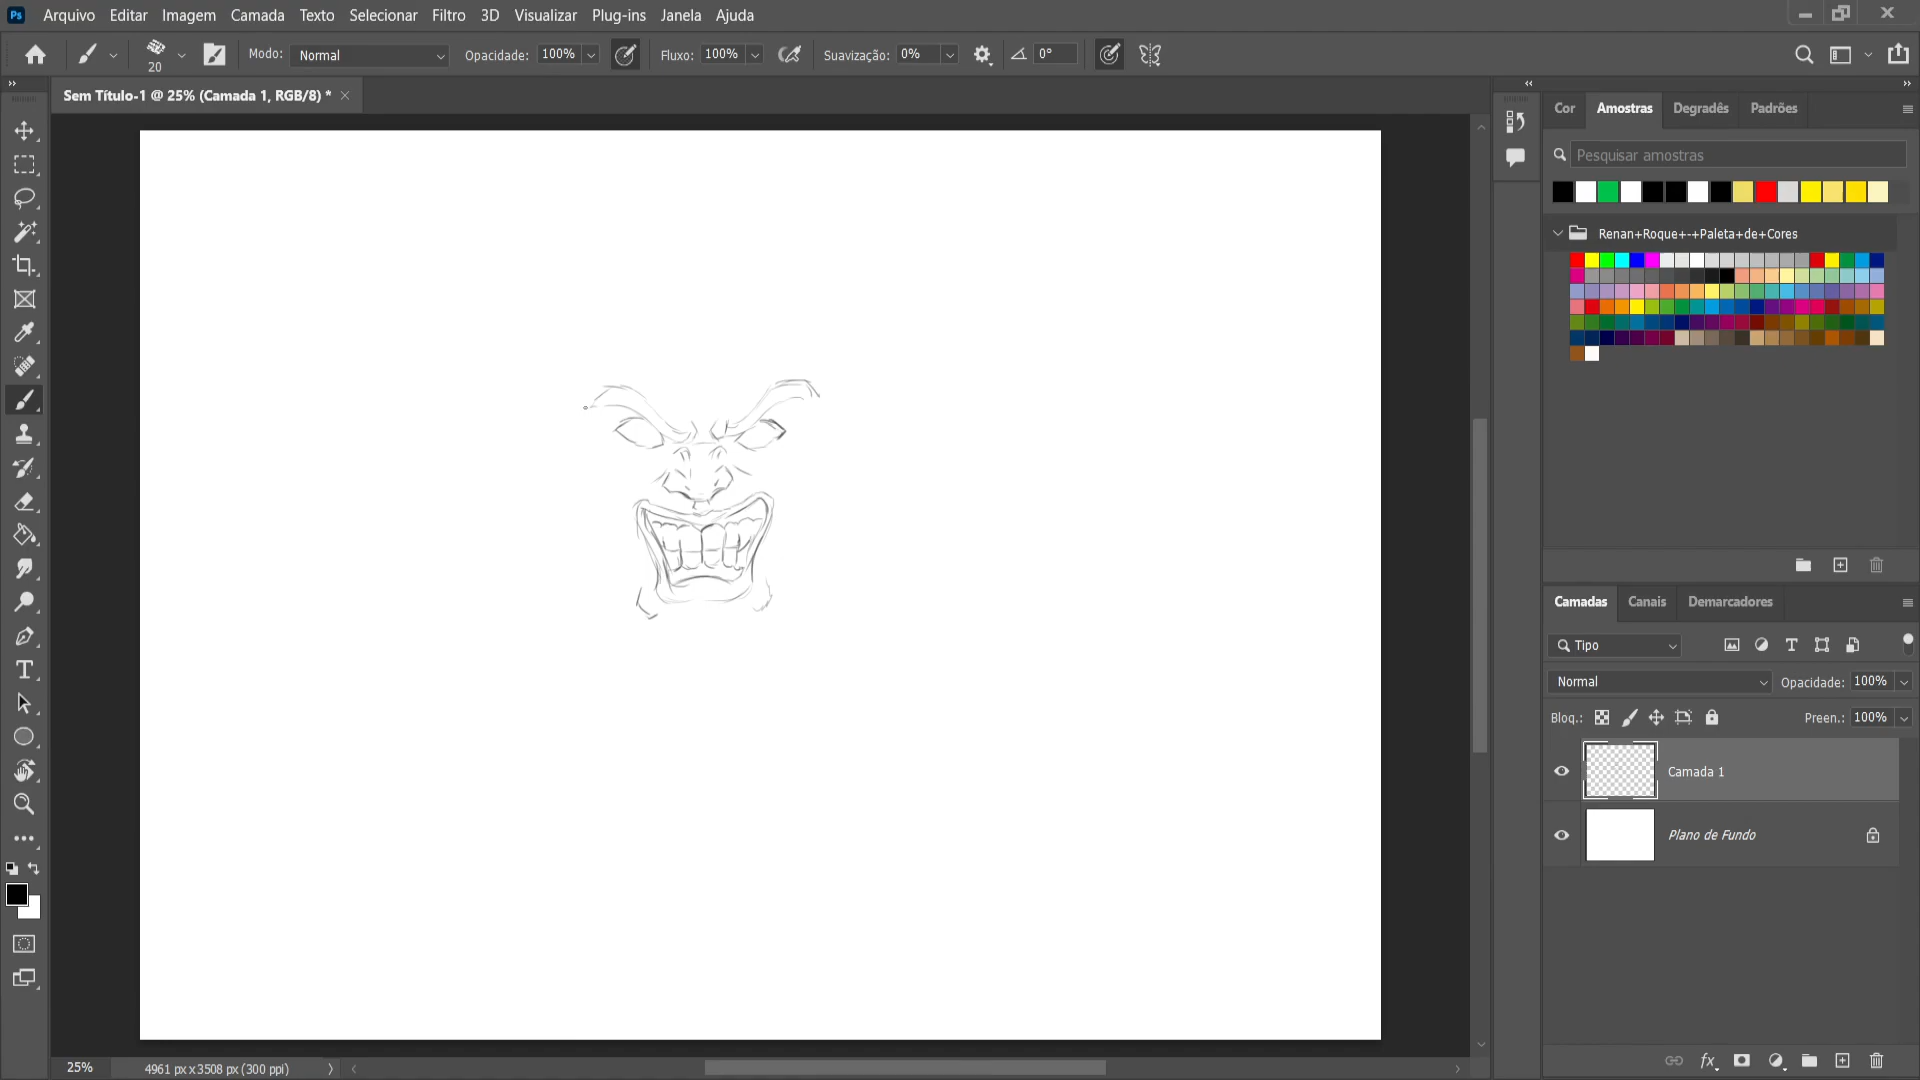 Ps Arquivo Editar Imagem Camada Texto Selecionar Filtro 3D Visualizar Plug-ins Janela Ajuda
20 Modo: Normal Opacidade: 100% Fluxo: 100% Suavização: 0% 0°
Sem Título-1 @ 25% (Camada 1, RGB/8) *
Cor Amostras Degradês Padrões
Pesquisar amostras
Renan+Roque+-+Paleta+de+Cores
Camadas Canais Demarcadores
Tipo
Normal Opacidade: 100%
Bloq.: Preen.: 100%
Camada 1
Plano de Fundo
25% 4961 px x 3508 px (300 ppi)